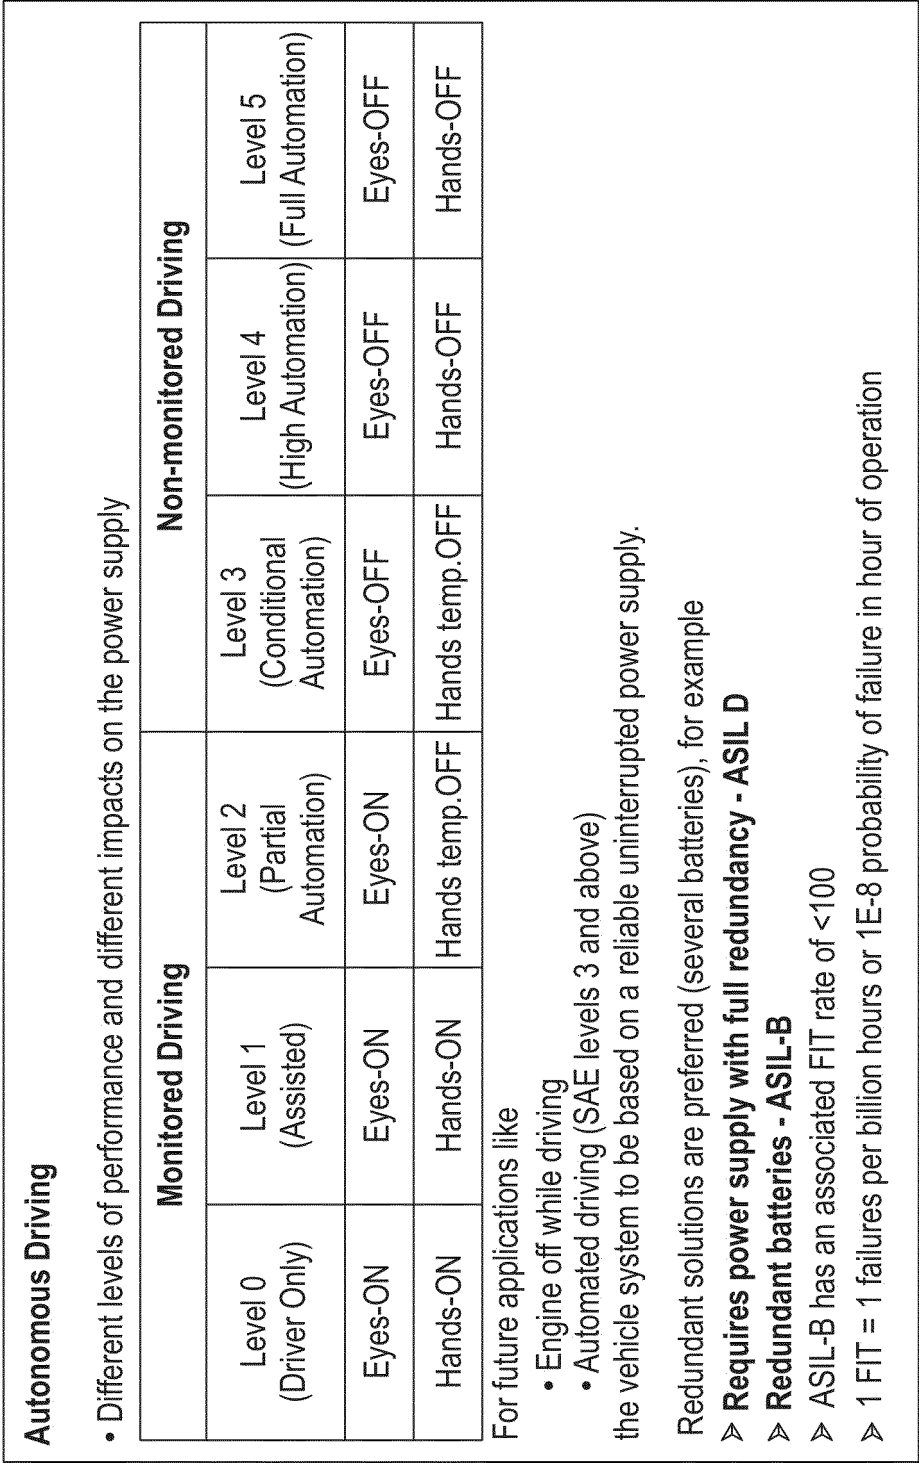 Autonomous Driving
• Different levels of performance and different impacts on the power supply
Monitored Driving
Non-monitored Driving
Level 0
(Driver Only)
Level 1
(Assisted)
Level 2
(Partial
Automation)
Level 3
(Conditional
Automation)
Level 4
(High Automation)
Level 5
(Full Automation)
Eyes-ON
Eyes-ON
Eyes-ON
Eyes-OFF
Eyes-OFF
Eyes-OFF
Hands-ON
Hands-ON
Hands temp.OFF
Hands temp.OFF
Hands-OFF
Hands-OFF
For future applications like
• Engine off while driving
• Automated driving (SAE levels 3 and above)
the vehicle system to be based on a reliable uninterrupted power supply.
Redundant solutions are preferred (several batteries), for example
➢ Requires power supply with full redundancy - ASIL D
➢ Redundant batteries - ASIL-B
➢ ASIL-B has an associated FIT rate of <100
➢ 1 FIT = 1 failures per billion hours or 1E-8 probability of failure in hour of operation